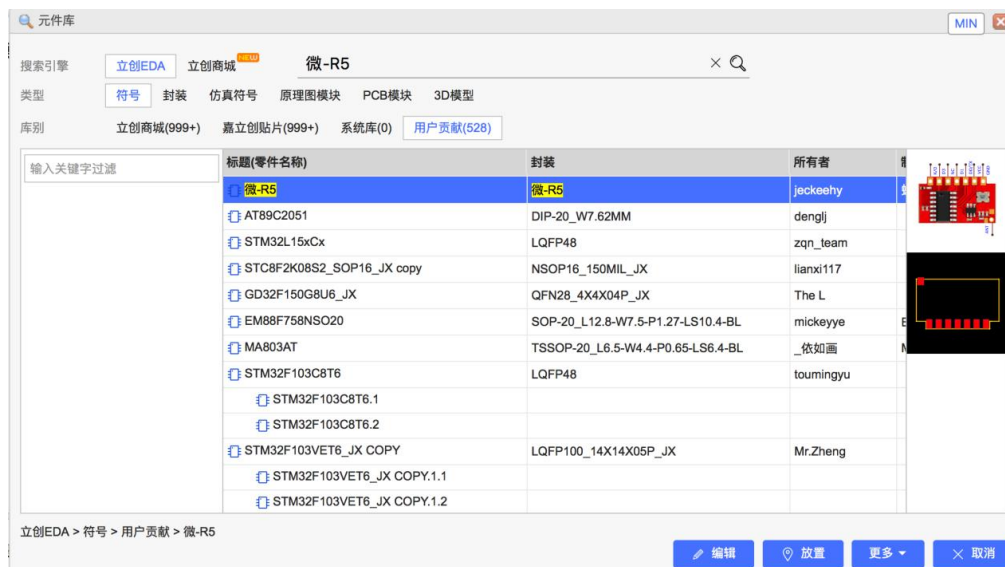 元件库
MIN
搜索引擎 立创EDA 立创商城 NEW 微-R5
类型 符号 封装 仿真符号 原理图模块 PCB模块 3D模型
库别 立创商城(999+) 嘉立创贴片(999+) 系统库(0) 用户贡献(528)
输入关键字过滤
标题(零件名称) 封装 所有者
微-R5 微-R5 jeckeehy
AT89C2051 DIP-20_W7.62MM denglj
STM32L15xCx LQFP48 zqn_team
STC8F2K08S2_SOP16_JX copy NSOP16_150MIL_JX lianxi117
GD32F150G8U6_JX QFN28_4X4X04P_JX The L
EM88F758NSO20 SOP-20_L12.8-W7.5-P1.27-LS10.4-BL mickeyye
MA803AT TSSOP-20_L6.5-W4.4-P0.65-LS6.4-BL _依如画
STM32F103C8T6 LQFP48 toumingyu
STM32F103C8T6.1
STM32F103C8T6.2
STM32F103VET6_JX COPY LQFP100_14X14X05P_JX Mr.Zheng
STM32F103VET6_JX COPY.1.1
STM32F103VET6_JX COPY.1.2
立创EDA > 符号 > 用户贡献 > 微-R5
编辑 放置 更多 取消